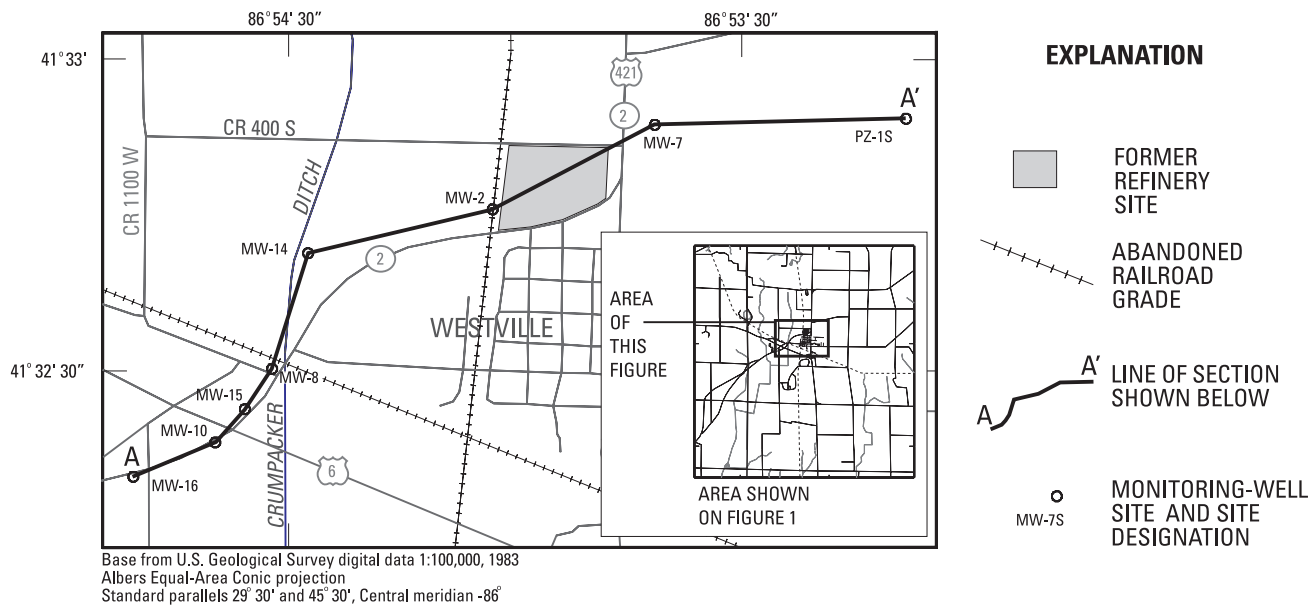 86° 54' 30"
86° 53' 30"
41° 33'
41° 32' 30"
421
2
A'
CR 400 S
MW-7
PZ-1S
CR 1100 W
DITCH
MW-2
MW-14
2
WESTVILLE
MW-8
MW-15
MW-10
A
MW-16
CRUMPACKER
6
AREA
OF
THIS
FIGURE
AREA SHOWN
ON FIGURE 1
Base from U.S. Geological Survey digital data 1:100,000, 1983
Albers Equal-Area Conic projection
Standard parallels 29° 30' and 45° 30', Central meridian -86°
EXPLANATION
FORMER
REFINERY
SITE
ABANDONED
RAILROAD
GRADE
A
A'
LINE OF SECTION
SHOWN BELOW
MW-7S
MONITORING-WELL
SITE AND SITE
DESIGNATION